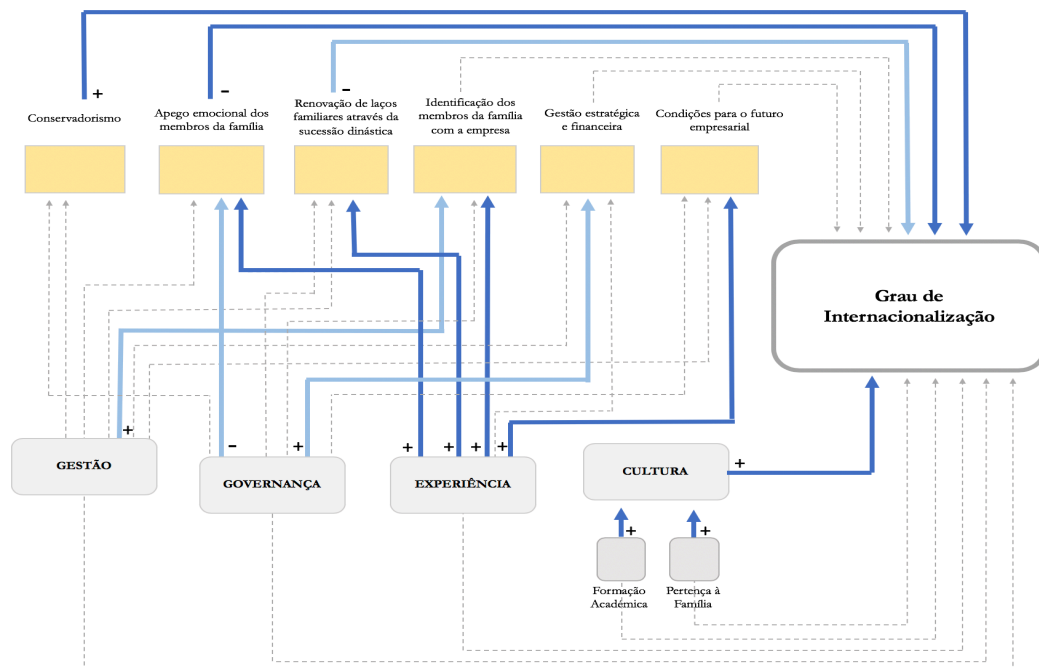 +
-
-
Conservadorismo
Apego emocional dos
membros da família
Renovação de laços
familiares através da
sucessão dinástica
Identificação dos
membros da família
com a empresa
Gestão estratégica
e financeira
Condições para o futuro
empresarial
Grau de
Internacionalização
+
GESTÃO
-
+
GOVERNANÇA
+
+
+
+
EXPERIÊNCIA
CULTURA
+
+
+
Formação
Académica
Pertença à
Família